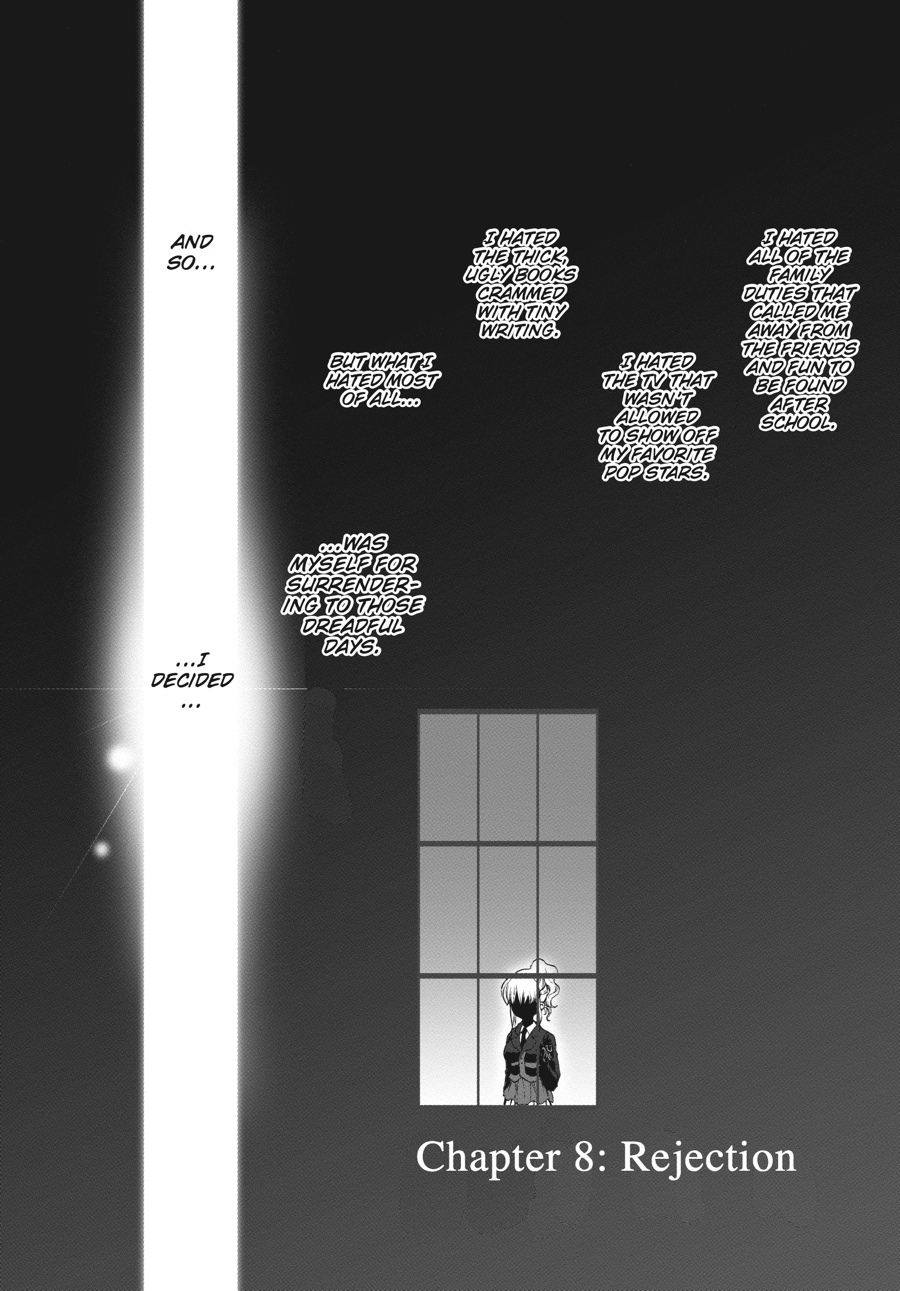 I HATED
ALL OF THE
FAMILY
DUTIES THAT
CALLED ME
AWAY FROM
THE FRIENDS
AND FUN TO
BE FOUND
AFTER
SCHOOL.
I HATED
THE TV THAT
WASN'T
ALLOWED
TO SHOW OFF
MY FAVORITE
POP STARS.
I HATED
THE THICK,
UGLY BOOKS
CRAMMED
WITH TINY
WRITING.
BUT WHAT I
HATED MOST
OF ALL...
...WAS
MYSELF FOR
SURRENDER-
ING TO THOSE
DREADFUL
DAYS.
AND
SO...
...I
DECIDED
...
Chapter 8: Rejection